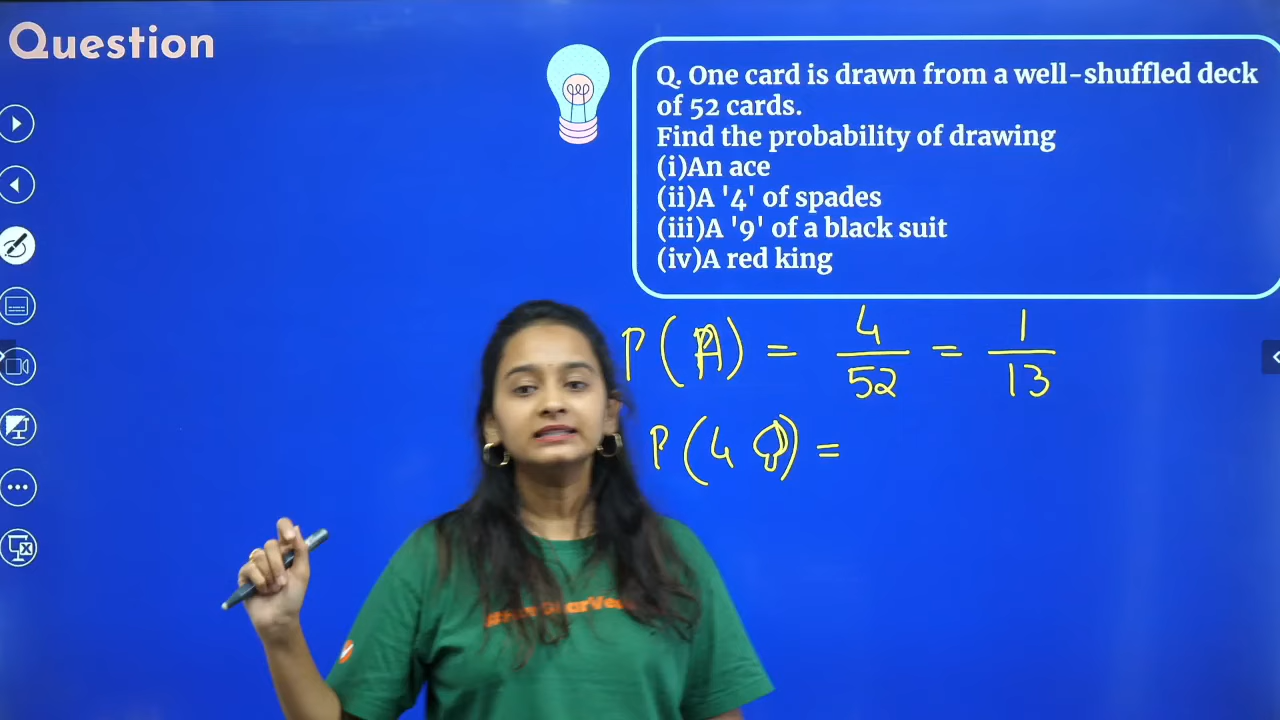 Question
Q. One card is drawn from a well-shuffled deck
of 52 cards.
Find the probability of drawing
(i)An ace
(ii)A '4' of spades
(iii)A '9' of a black suit
(iv)A red king
P(A) = 4/52 = 1/13
P(4 ♠) =